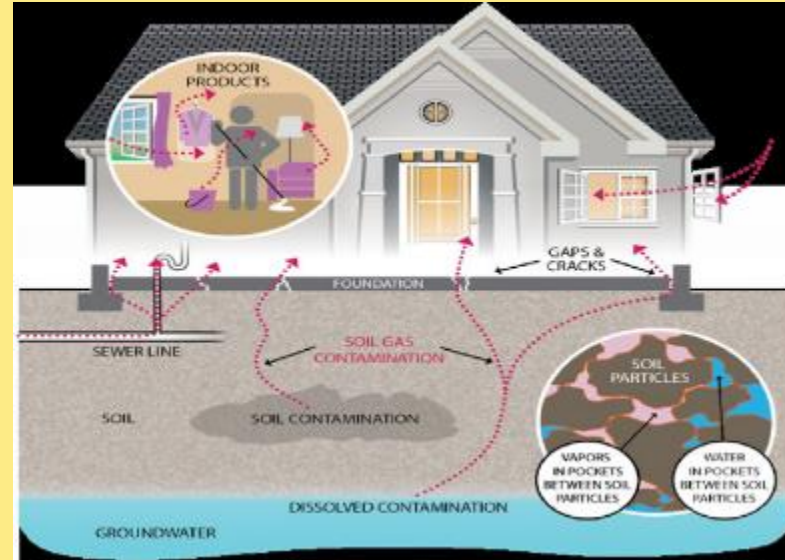 INDOOR
PRODUCTS
GAPS &
CRACKS
FOUNDATION
SEWER LINE
SOIL GAS
CONTAMINATION
SOIL
PARTICLES
SOIL
SOIL CONTAMINATION
VAPORS
IN POCKETS
BETWEEN SOIL
PARTICLES
WATER
IN POCKETS
BETWEEN SOIL
PARTICLES
DISSOLVED CONTAMINATION
GROUNDWATER